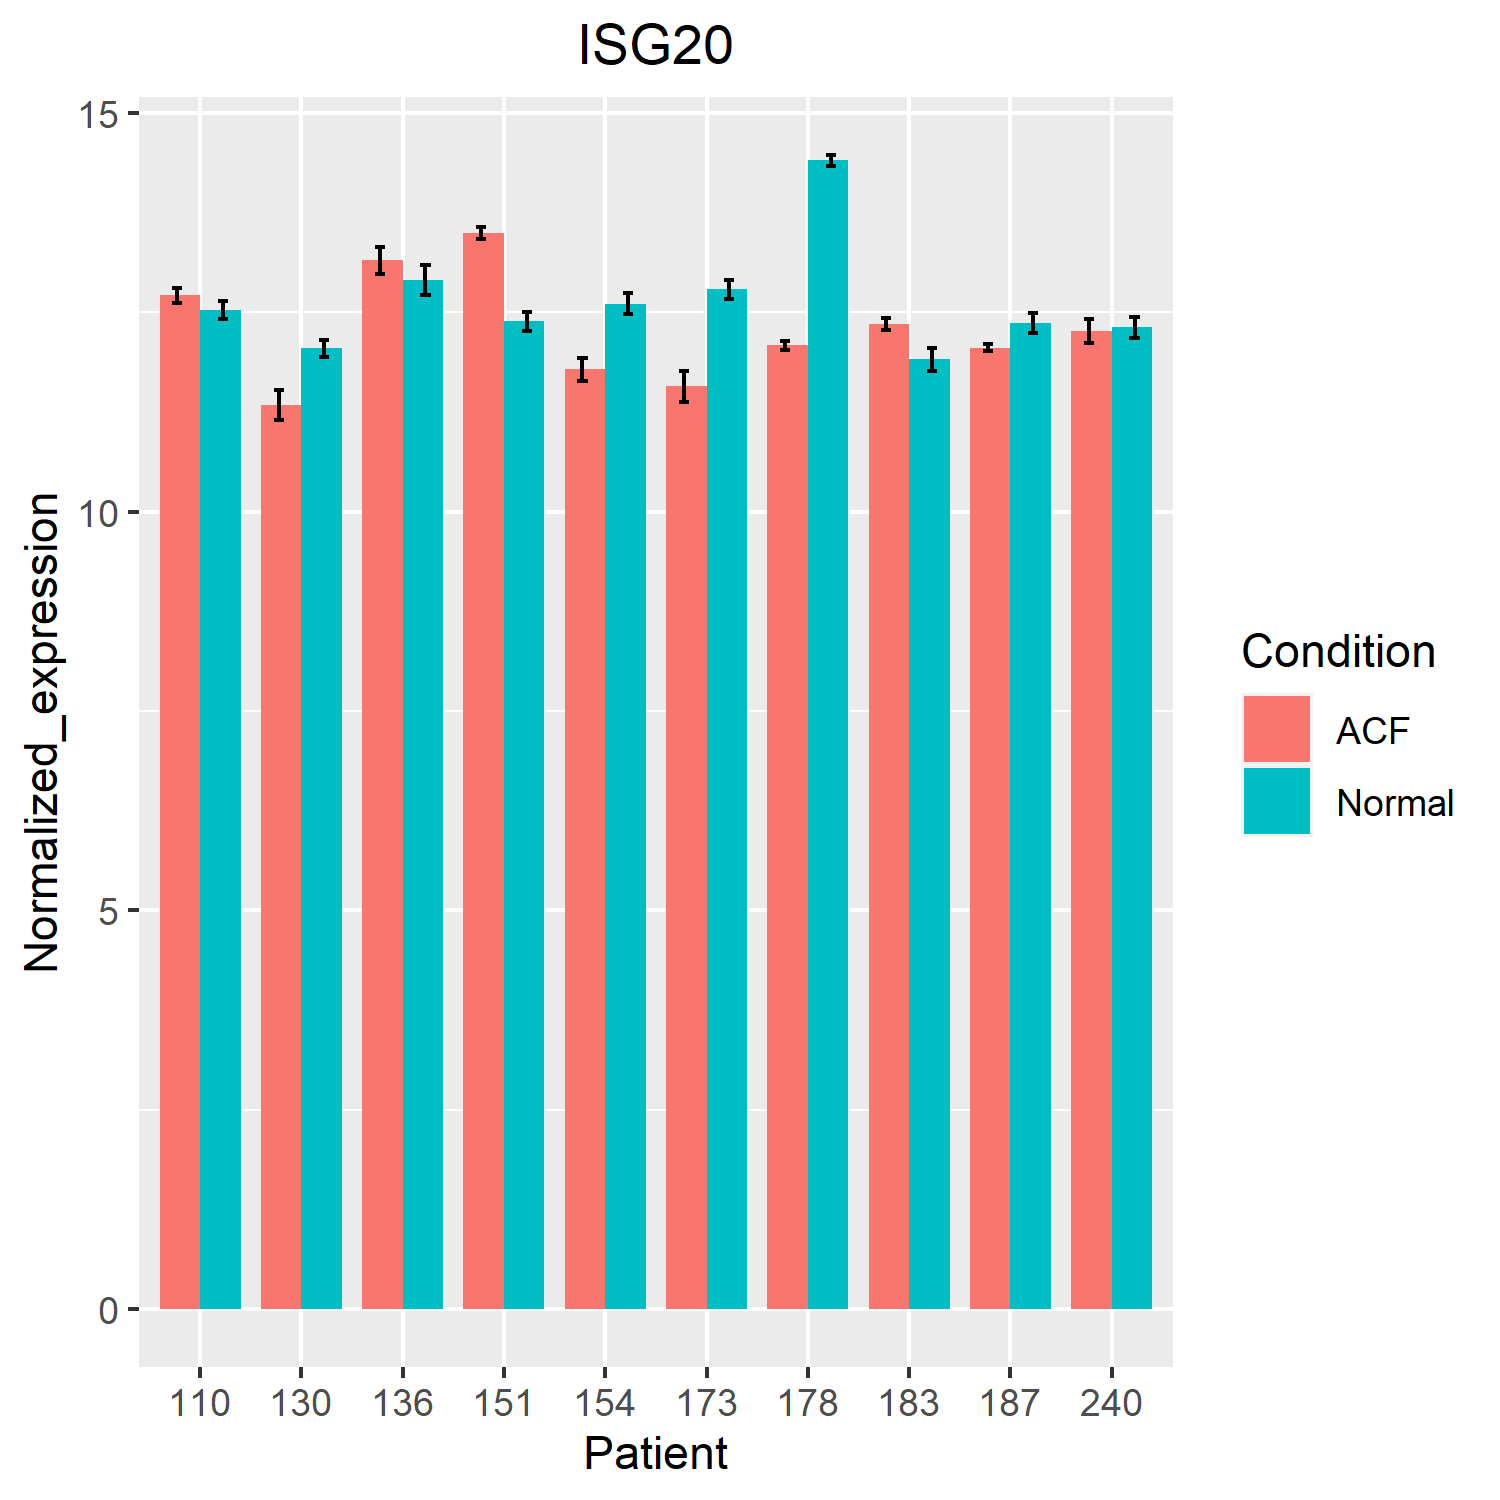 ISG20
15
10
5
0
Normalized_expression
110 130 136 151 154 173 178 183 187 240
Patient
Condition
ACF
Normal